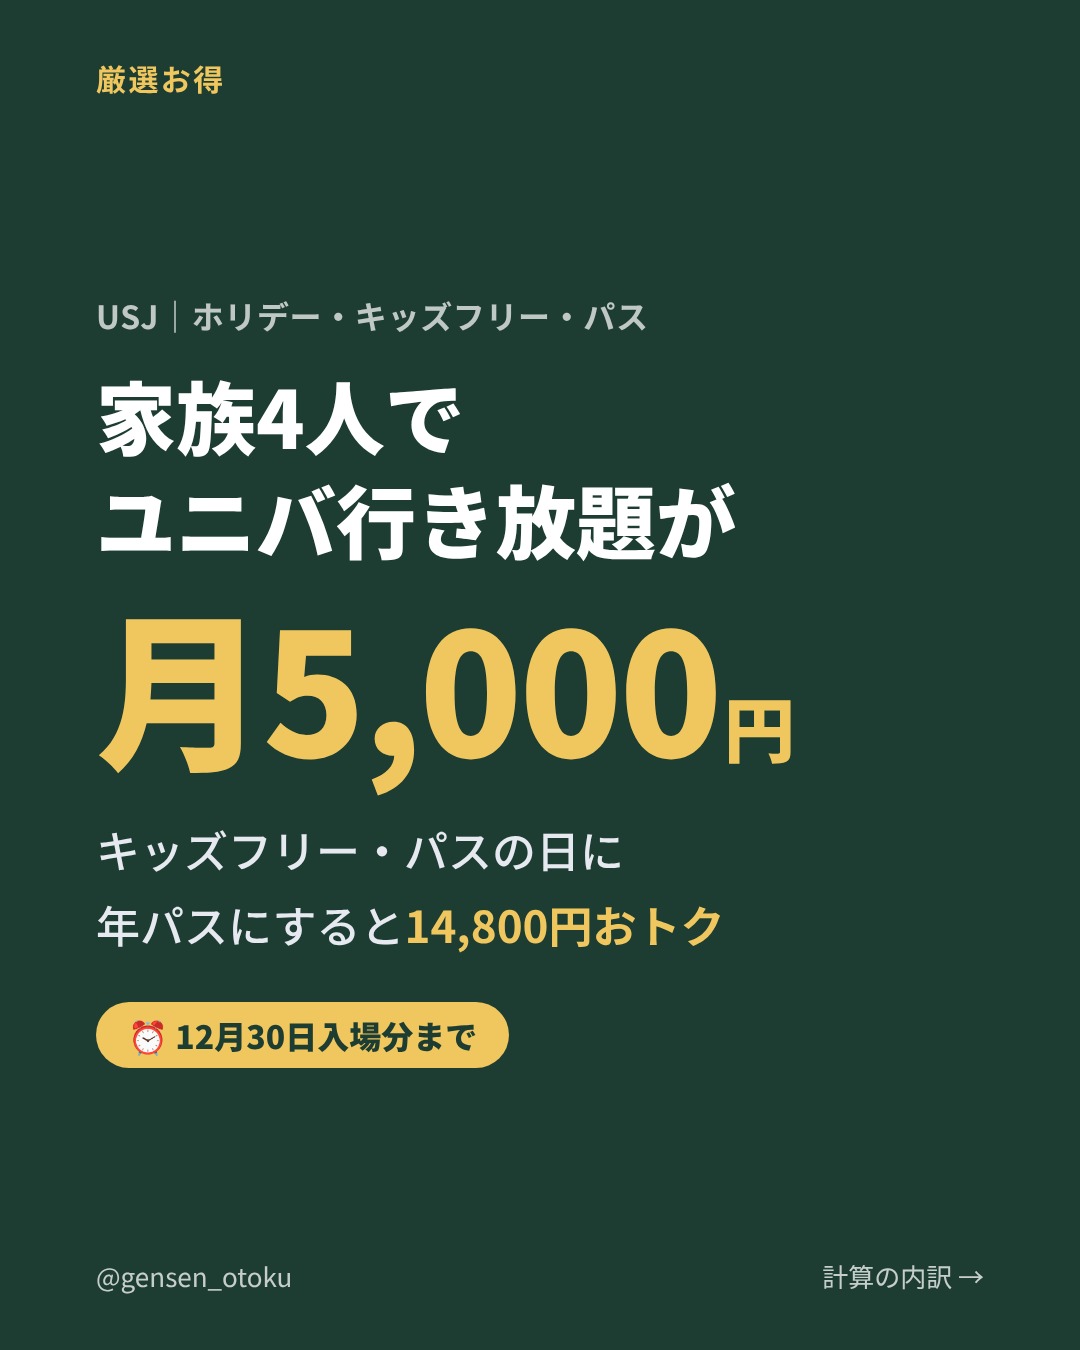 厳選お得
USJ｜ホリデー・キッズフリー・パス
家族4人で
ユニバ行き放題が
月5,000円
キッズフリー・パスの日に
年パスにすると14,800円おトク
⏰ 12月30日入場分まで
@gensen_otoku
計算の内訳 →